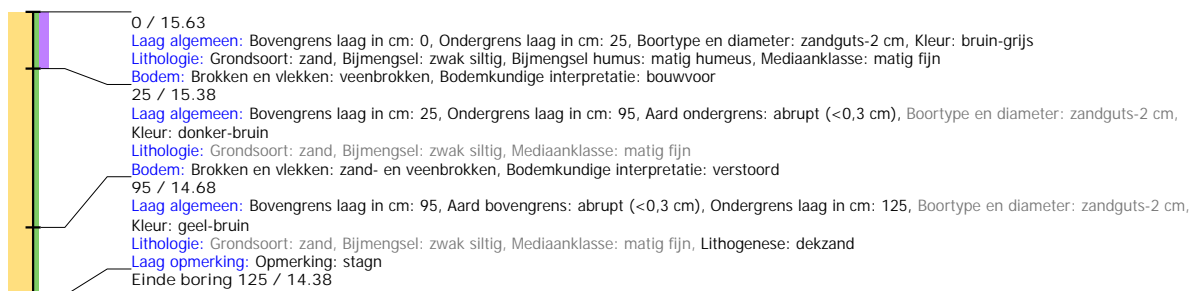 0 / 15.63
Laag algemeen: Bovengrens laag in cm: 0, Ondergrens laag in cm: 25, Boortype en diameter: zandguts-2 cm, Kleur: bruin-grijs
Lithologie: Grondsoort: zand, Bijmengsel: zwak siltig, Bijmengsel humus: matig humeus, Mediaanklasse: matig fijn
Bodem: Brokken en vlekken: veenbrokken, Bodemkundige interpretatie: bouwvoor
25 / 15.38
Laag algemeen: Bovengrens laag in cm: 25, Ondergrens laag in cm: 95, Aard ondergrens: abrupt (<0,3 cm), Boortype en diameter: zandguts-2 cm,
Kleur: donker-bruin
Lithologie: Grondsoort: zand, Bijmengsel: zwak siltig, Mediaanklasse: matig fijn
Bodem: Brokken en vlekken: zand- en veenbrokken, Bodemkundige interpretatie: verstoord
95 / 14.68
Laag algemeen: Bovengrens laag in cm: 95, Aard bovengrens: abrupt (<0,3 cm), Ondergrens laag in cm: 125, Boortype en diameter: zandguts-2 cm,
Kleur: geel-bruin
Lithologie: Grondsoort: zand, Bijmengsel: zwak siltig, Mediaanklasse: matig fijn, Lithogenese: dekzand
Laag opmerking: Opmerking: stagn
Einde boring 125 / 14.38